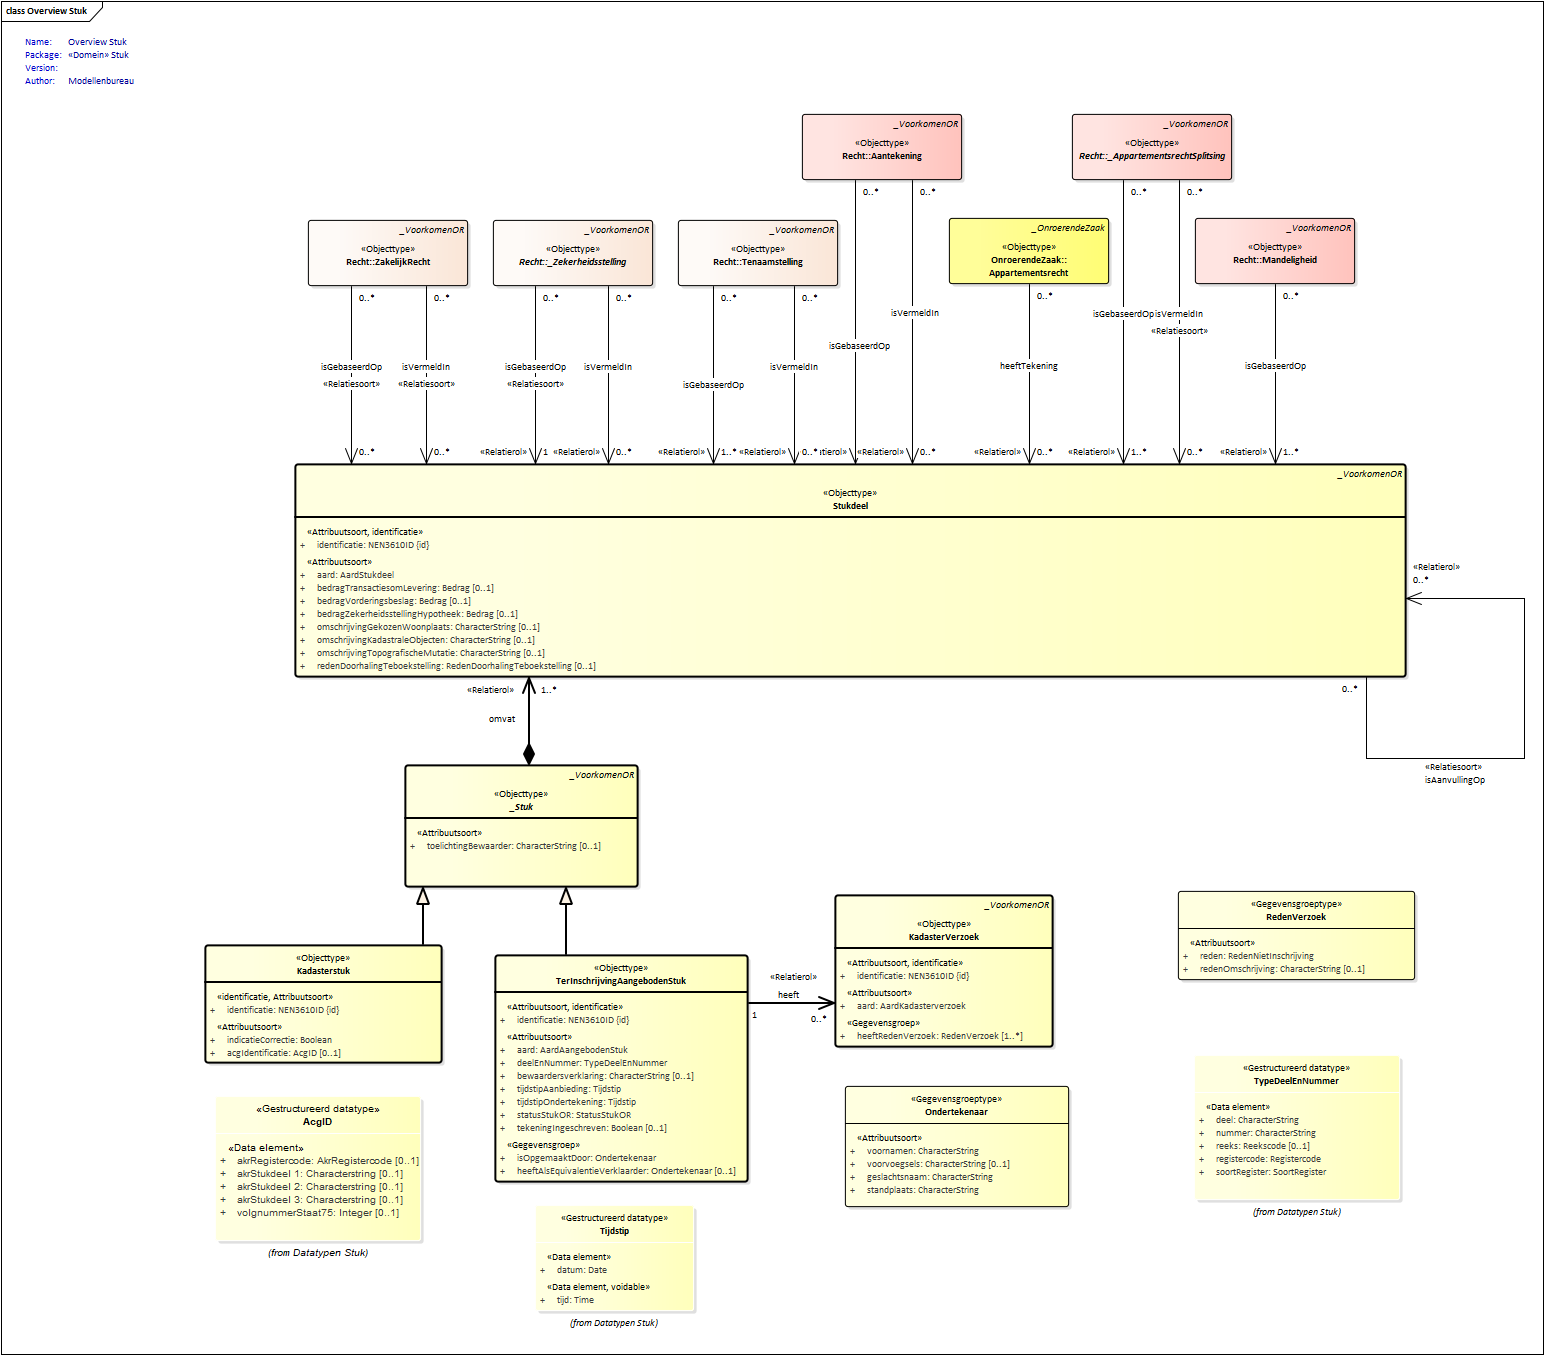 class Overview Stuk
Name: Overview Stuk
Package: «Domein» Stuk
Version:
Author: Modellenbureau
_VoorkomenOR
«Objecttype»
Recht::Aantekening
0..*
0..*
_VoorkomenOR
«Objecttype»
Recht::_AppartementsrechtSplitsing
0..*
0..*
_VoorkomenOR
«Objecttype»
Recht::ZakelijkRecht
0..*
0..*
_VoorkomenOR
«Objecttype»
Recht::_Zekerheidsstelling
0..*
0..*
_VoorkomenOR
«Objecttype»
Recht::Tenaamstelling
0..*
0..*
_OnroerendeZaak
«Objecttype»
OnroerendeZaak::
Appartementsrecht
0..*
_VoorkomenOR
«Objecttype»
Recht::Mandeligheid
0..*
isVermeldIn
isGebaseerdOp
isVermeldIn
«Relatiesoort»
isGebaseerdOp
isGebaseerdOp
«Relatiesoort»
isVermeldIn
«Relatiesoort»
isGebaseerdOp
«Relatiesoort»
isVermeldIn
isGebaseerdOp
isVermeldIn
heeftTekening
isGebaseerdOp
0..*
0..*
«Relatierol»
1
«Relatierol»
0..*
«Relatierol»
1..*
«Relatierol»
0..*
«Relatierol»
0..*
«Relatierol»
0..*
«Relatierol»
1..*
0..*
«Relatierol»
1..*
_VoorkomenOR
«Objecttype»
Stukdeel
«Attribuutsoort, identificatie»
+ identificatie: NEN3610ID {id}
«Attribuutsoort»
+ aard: AardStukdeel
+ bedragTransactiesomLevering: Bedrag [0..1]
+ bedragVorderingsbeslag: Bedrag [0..1]
+ bedragZekerheidsstellingHypotheek: Bedrag [0..1]
+ omschrijvingGekozenWoonplaats: CharacterString [0..1]
+ omschrijvingKadastraleObjecten: CharacterString [0..1]
+ omschrijvingTopografischeMutatie: CharacterString [0..1]
+ redenDoorhalingTeboekstelling: RedenDoorhalingTeboekstelling [0..1]
«Relatierol»
0..*
0..*
«Relatiesoort»
isAanvullingOp
«Relatierol»
1..*
omvat
_VoorkomenOR
«Objecttype»
_Stuk
«Attribuutsoort»
+ toelichtingBewaarder: CharacterString [0..1]
«Objecttype»
Kadasterstuk
«identificatie, Attribuutsoort»
+ identificatie: NEN3610ID {id}
«Attribuutsoort»
+ indicatieCorrectie: Boolean
+ acgIdentificatie: AcgID [0..1]
«Objecttype»
TerInschrijvingAangebodenStuk
«Attribuutsoort, identificatie»
+ identificatie: NEN3610ID {id}
«Attribuutsoort»
+ aard: AardAangebodenStuk
+ deelEnNummer: TypeDeelEnNummer
+ bewaardersverklaring: CharacterString [0..1]
+ tijdstipAanbieding: Tijdstip
+ tijdstipOndertekening: Tijdstip
+ statusStukOR: StatusStukOR
+ tekeningIngeschreven: Boolean [0..1]
«Gegevensgroep»
+ isOpgemaaktDoor: Ondertekenaar
+ heeftAlsEquivalentieVerklaarder: Ondertekenaar [0..1]
«Relatierol»
heeft
1
0..*
_VoorkomenOR
«Objecttype»
KadasterVerzoek
«Attribuutsoort, identificatie»
+ identificatie: NEN3610ID {id}
«Attribuutsoort»
+ aard: AardKadasterverzoek
«Gegevensgroep»
+ heeftRedenVerzoek: RedenVerzoek [1..*]
«Gegevensgroeptype»
RedenVerzoek
«Attribuutsoort»
+ reden: RedenNietInschrijving
+ redenOmschrijving: CharacterString [0..1]
«Gestructureerd datatype»
AcgID
«Data element»
+ akrRegistercode: AkrRegistercode [0..1]
+ akrStukdeel 1: Characterstring [0..1]
+ akrStukdeel 2: Characterstring [0..1]
+ akrStukdeel 3: Characterstring [0..1]
+ volgnummerStaat75: Integer [0..1]
(from Datatypen Stuk)
«Gestructureerd datatype»
Tijdstip
«Data element»
+ datum: Date
«Data element, voidable»
+ tijd: Time
(from Datatypen Stuk)
«Gegevensgroeptype»
Ondertekenaar
«Attribuutsoort»
+ voornamen: CharacterString
+ voorvoegsels: CharacterString [0..1]
+ geslachtsnaam: CharacterString
+ standplaats: CharacterString
«Gestructureerd datatype»
TypeDeelEnNummer
«Data element»
+ deel: CharacterString
+ nummer: CharacterString
+ reeks: Reekscode [0..1]
+ registercode: Registercode
+ soortRegister: SoortRegister
(from Datatypen Stuk)